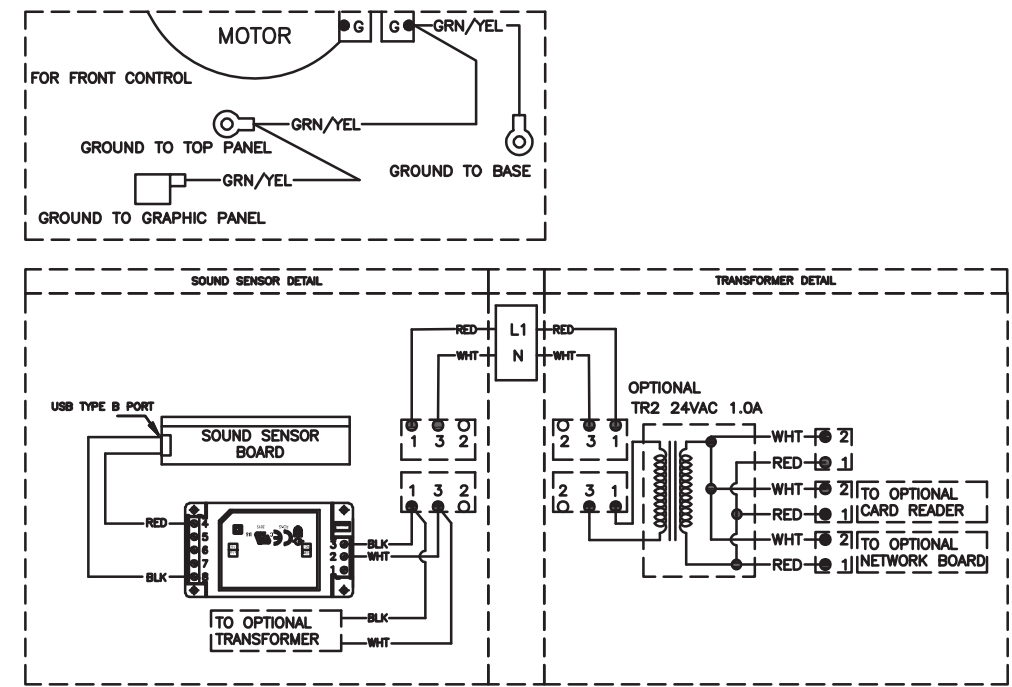 MOTOR
G G GRN/YEL
FOR FRONT CONTROL
GRN/YEL
GROUND TO TOP PANEL
GROUND TO BASE
GRN/YEL
GROUND TO GRAPHIC PANEL
SOUND SENSOR DETAIL
TRANSFORMER DETAIL
RED L1 RED
WHT N WHT
OPTIONAL
TR2 24VAC 1.0A
USB TYPE B PORT
SOUND SENSOR
BOARD
1 3 2
2 3 1
1 3 2
2 3 1
WHT 2
RED 1
WHT 2
RED 1
TO OPTIONAL
CARD READER
WHT 2
RED 1
TO OPTIONAL
NETWORK BOARD
RED 4
5
6
7
BLK 8
3 BLK
2 WHT
1
TO OPTIONAL
TRANSFORMER
BLK
WHT